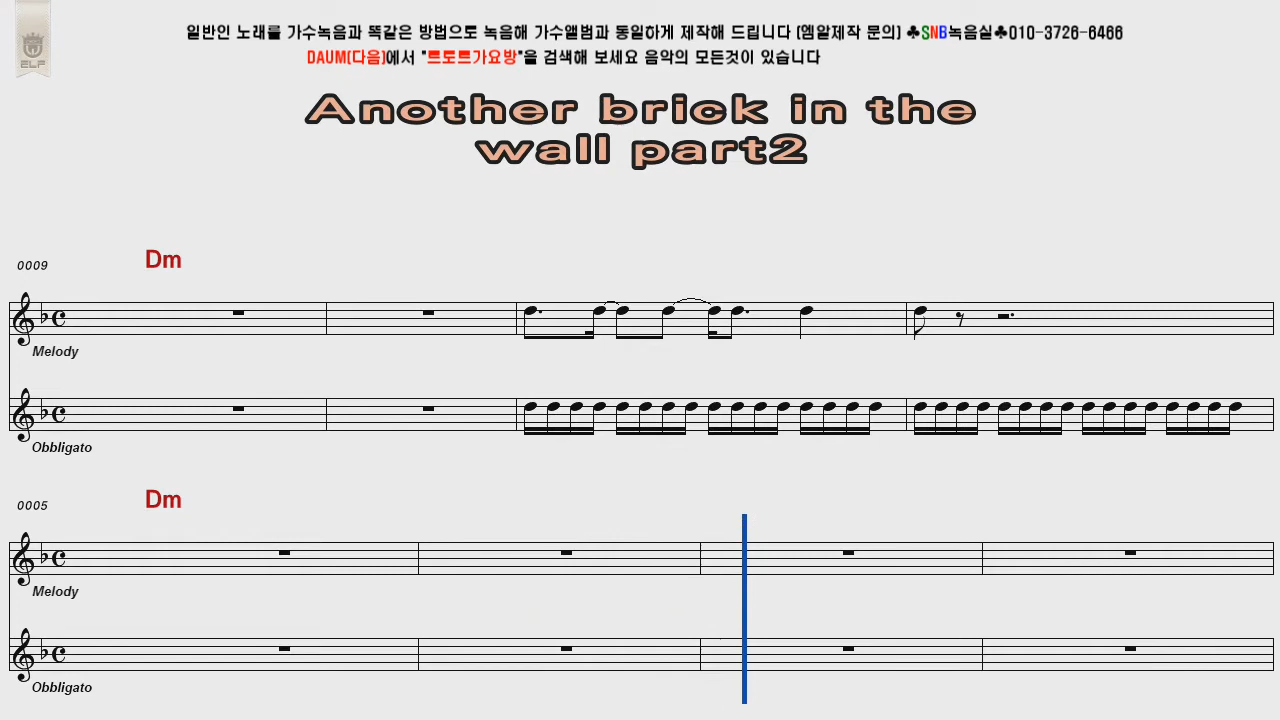 일반인 노래를 가수녹음과 똑같은 방법으로 녹음해 가수앨범과 동일하게 제작해 드립니다 (엠알제작 문의) ♣SNB녹음실♣010-3726-6466
DAUM(다음)에서 "트로트가요방"을 검색해 보세요 음악의 모든것이 있습니다
ELF
Another brick in the
wall part2
0009 Dm
Melody
Obbligato
0005 Dm
Melody
Obbligato